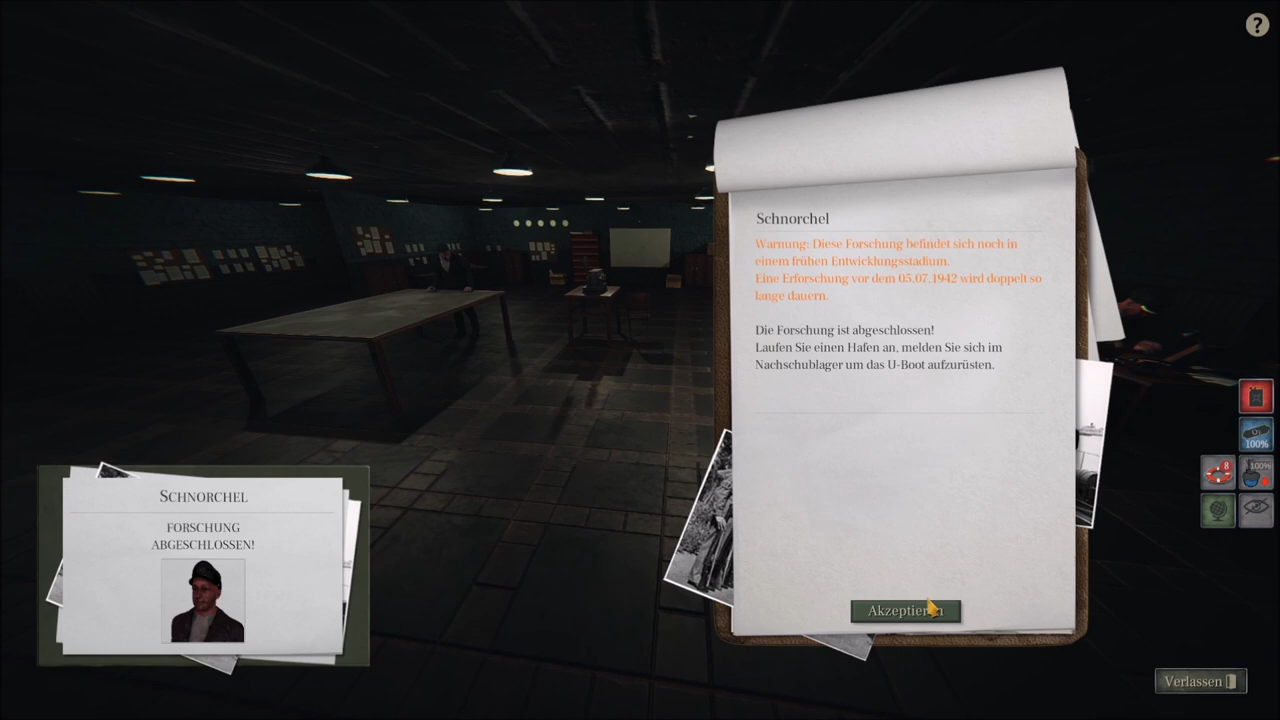 ?
Schnorchel
Warnung: Diese Forschung befindet sich noch in
einem frühen Entwicklungsstadium.
Eine Erforschung vor dem 05.07.1942 wird doppelt so
lange dauern.
Die Forschung ist abgeschlossen!
Laufen Sie einen Hafen an, melden Sie sich im
Nachschublager um das U-Boot aufzurüsten.
Akzeptieren
SCHNORCHEL
FORSCHUNG
ABGESCHLOSSEN!
100%
8
100%
Verlassen